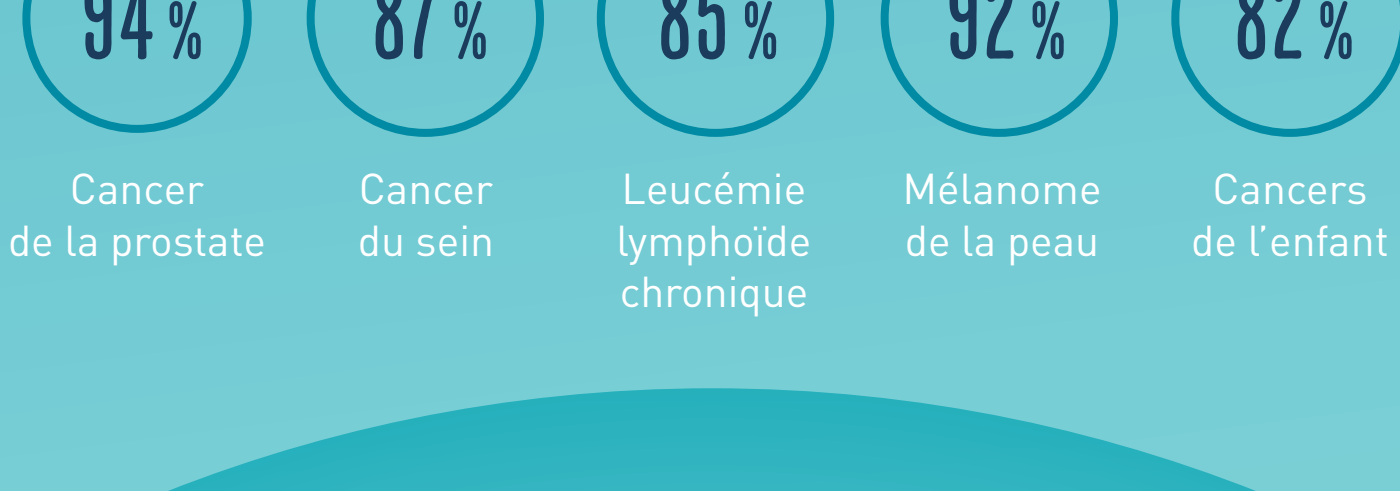 94 % 87 % 85 % 92 % 82 %
Cancer
de la prostate
Cancer
du sein
Leucémie
lymphoïde
chronique
Mélanome
de la peau
Cancers
de l’enfant